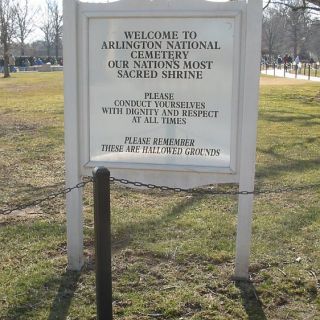 WELCOME TO
ARLINGTON NATIONAL
CEMETERY
OUR NATION'S MOST
SACRED SHRINE
PLEASE
CONDUCT YOURSELVES
WITH DIGNITY AND RESPECT
AT ALL TIMES
PLEASE REMEMBER
THESE ARE HALLOWED GROUNDS